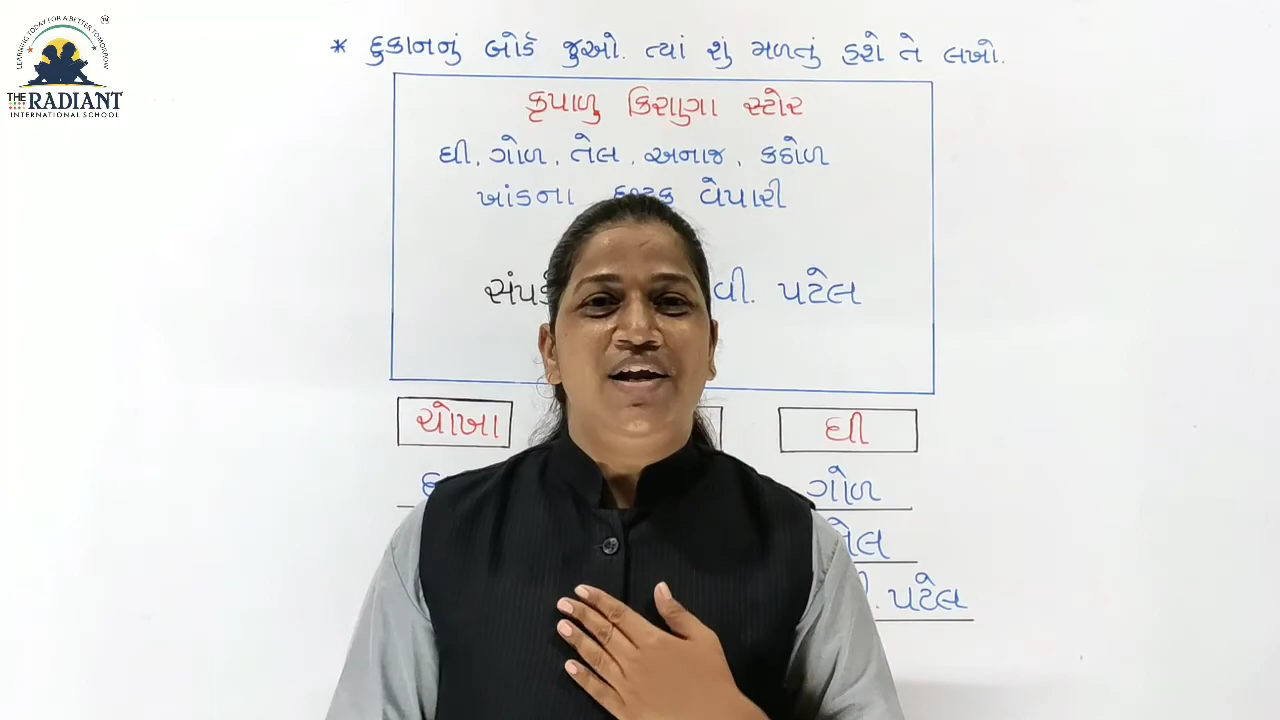 LEARNING TODAY FOR A BETTER TOMORROW
THE RADIANT
INTERNATIONAL SCHOOL
* દુકાનનું બોર્ડ જુઓ. ત્યાં શું મળતું હશે તે લખો.
કૃપાળુ કિરાણા સ્ટોર
ઘી, ગોળ, તેલ, અનાજ, કઠોળ
ખાંડના વેપારી
વી. પટેલ
ચોખા
ઘી
ગોળ
તેલ
પટેલ